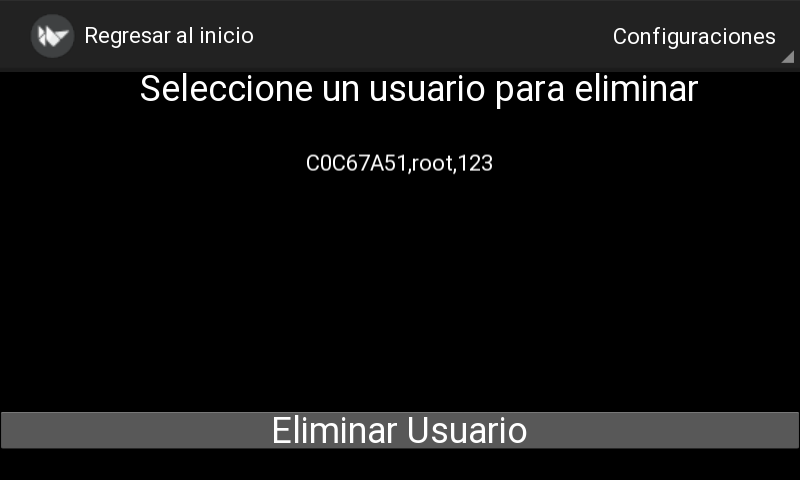 Regresar al inicio
Configuraciones
Seleccione un usuario para eliminar
C0C67A51,root,123
Eliminar Usuario